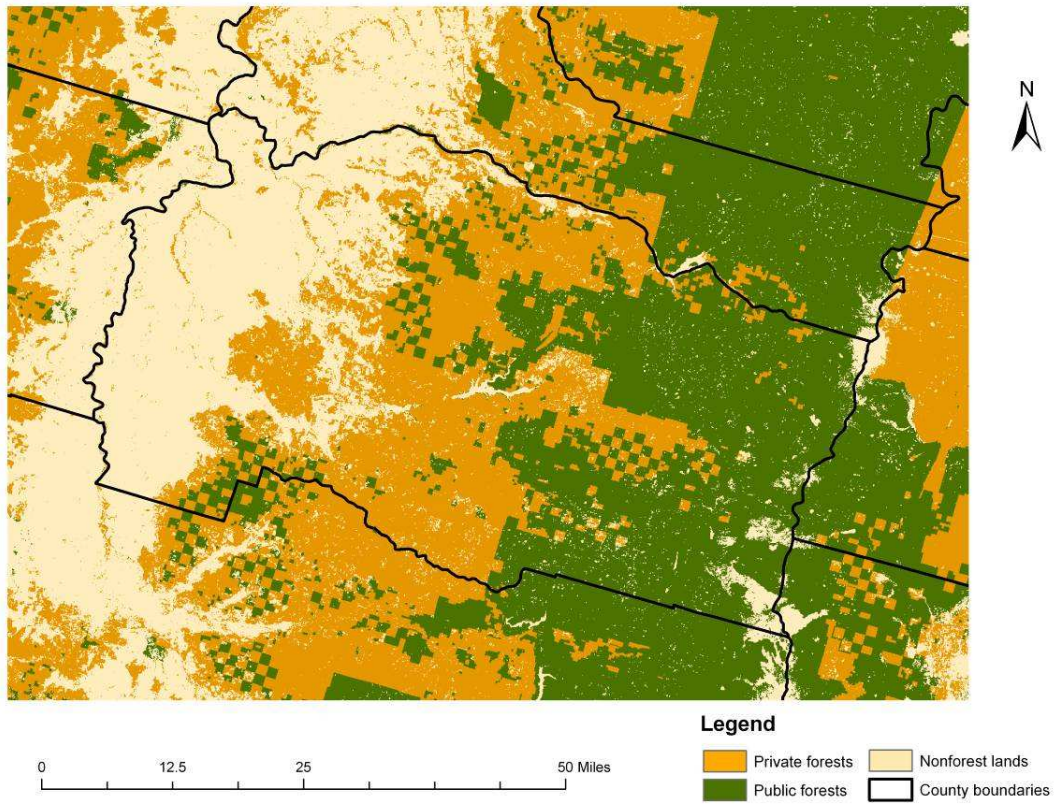 N
0 12.5 25 50 Miles
Legend
Private forests Nonforest lands
Public forests County boundaries